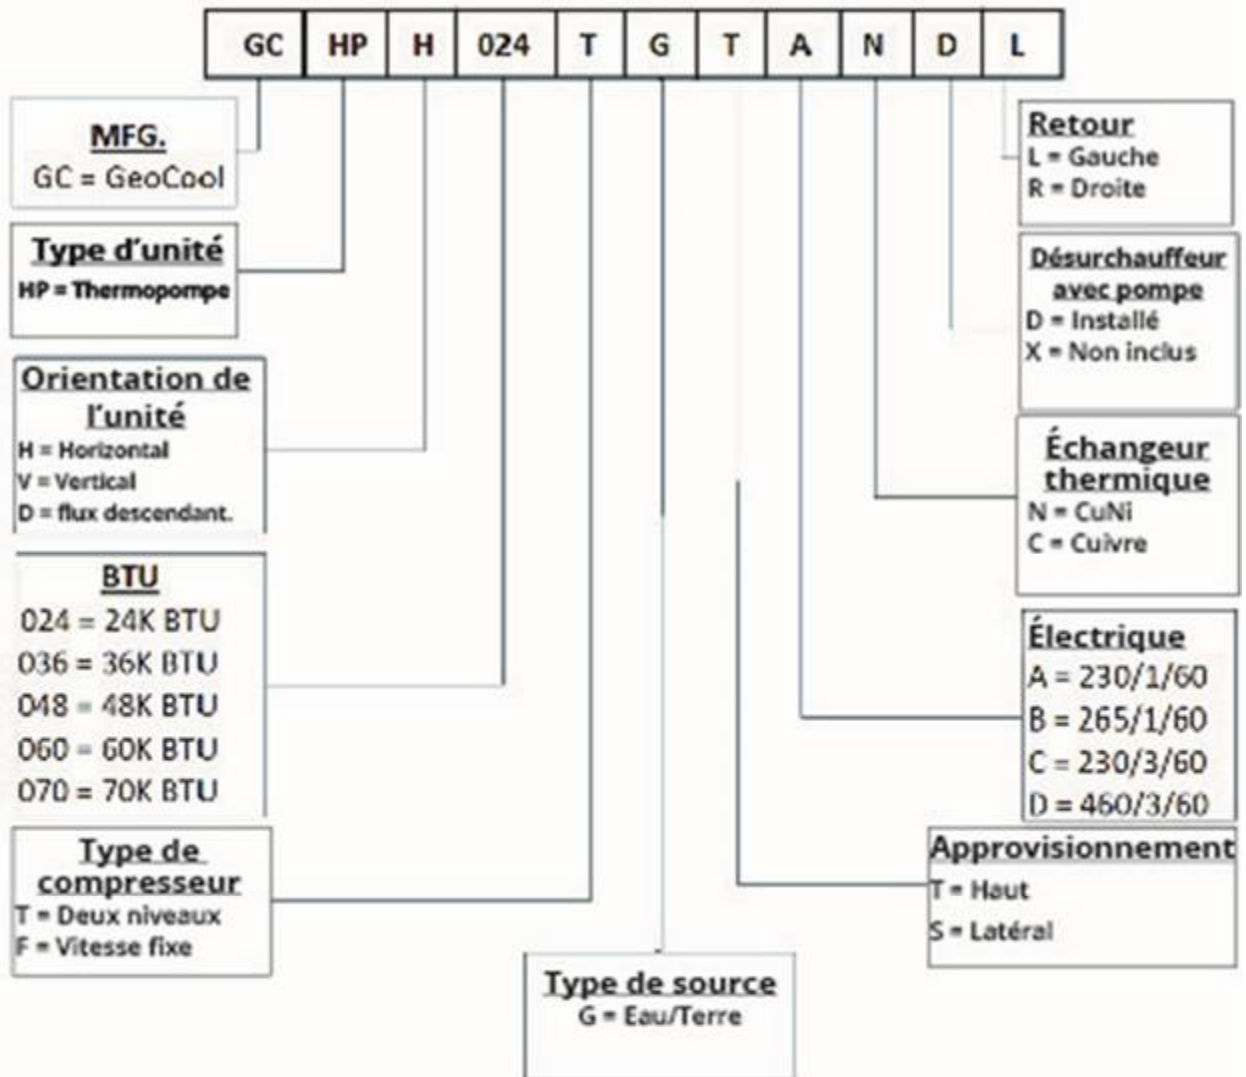 GC HP H 024 T G T A N D L
MFG.
GC = GeoCool
Type d'unité
HP = Thermopompe
Orientation de
l'unité
H = Horizontal
V = Vertical
D = flux descendant.
BTU
024 = 24K BTU
036 = 36K BTU
048 = 48K BTU
060 = 60K BTU
070 = 70K BTU
Type de
compresseur
T = Deux niveaux
F = Vitesse fixe
Type de source
G = Eau/Terre
Retour
L = Gauche
R = Droite
Désurchauffeur
avec pompe
D = Installé
X = Non inclus
Échangeur
thermique
N = CuNi
C = Cuivre
Électrique
A = 230/1/60
B = 265/1/60
C = 230/3/60
D = 460/3/60
Approvisionnement
T = Haut
S = Latéral